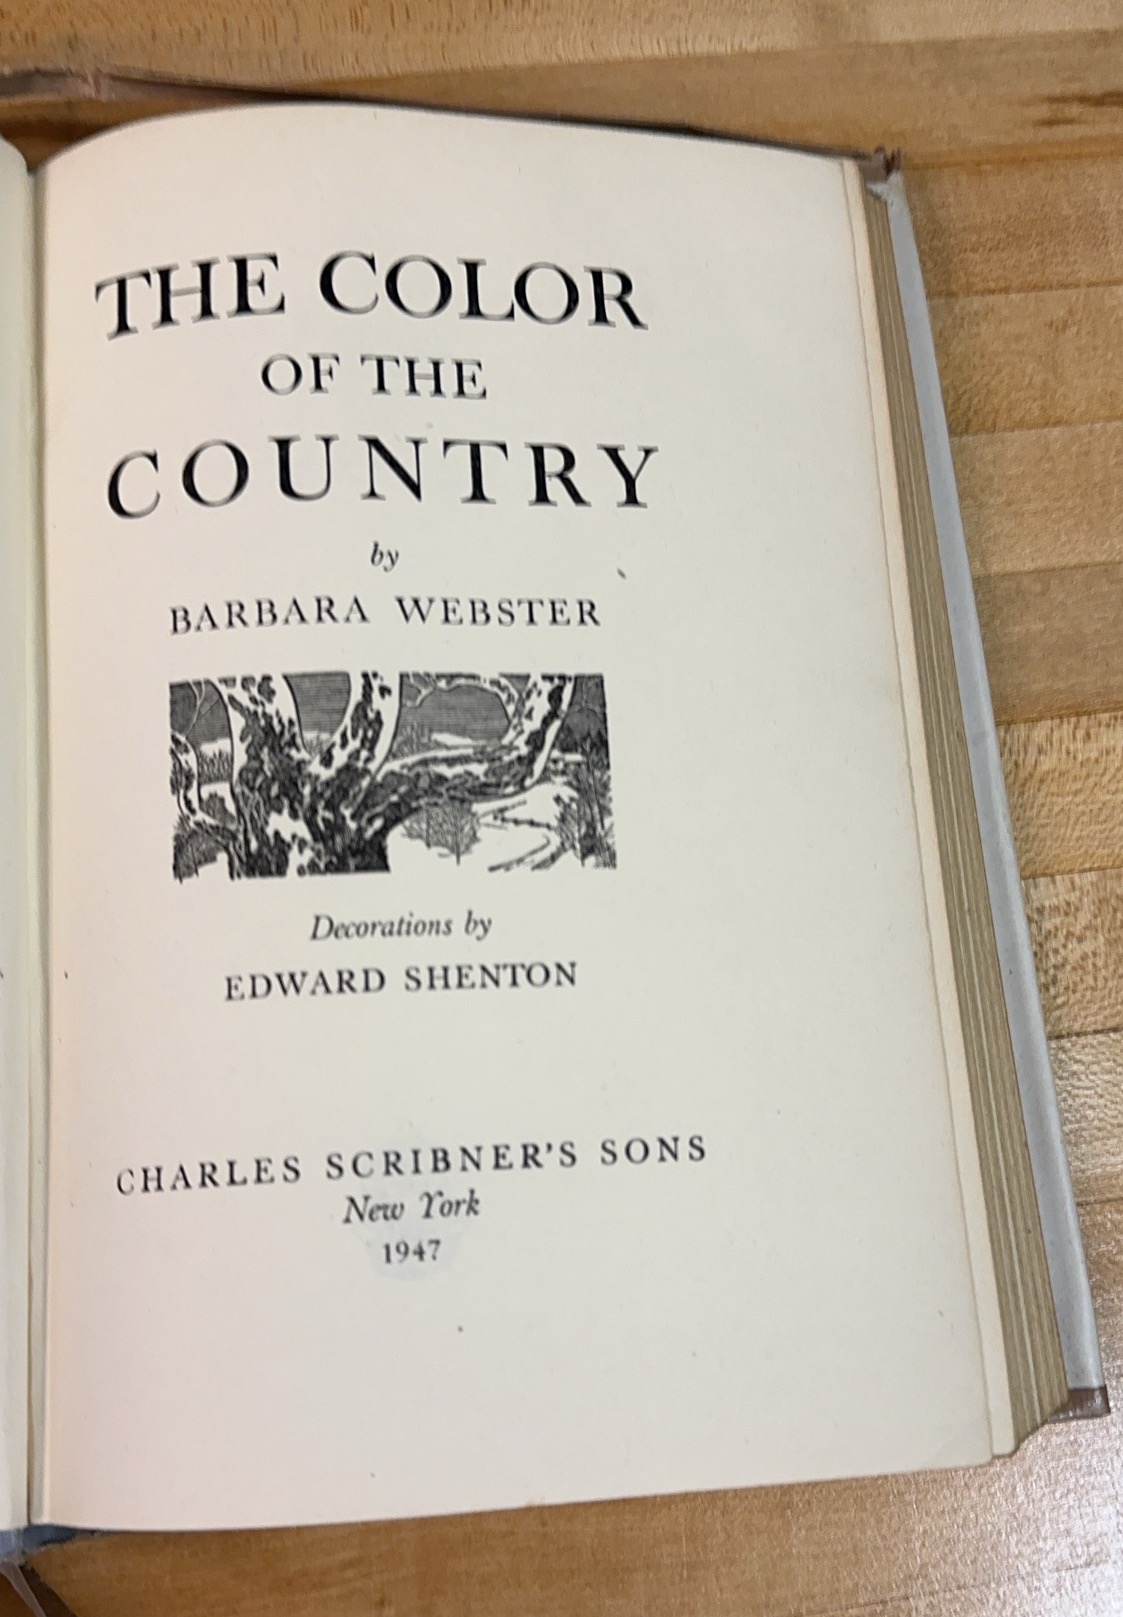 THE COLOR
OF THE
COUNTRY
by
BARBARA WEBSTER
Decorations by
EDWARD SHENTON
CHARLES SCRIBNER'S SONS
New York
1947